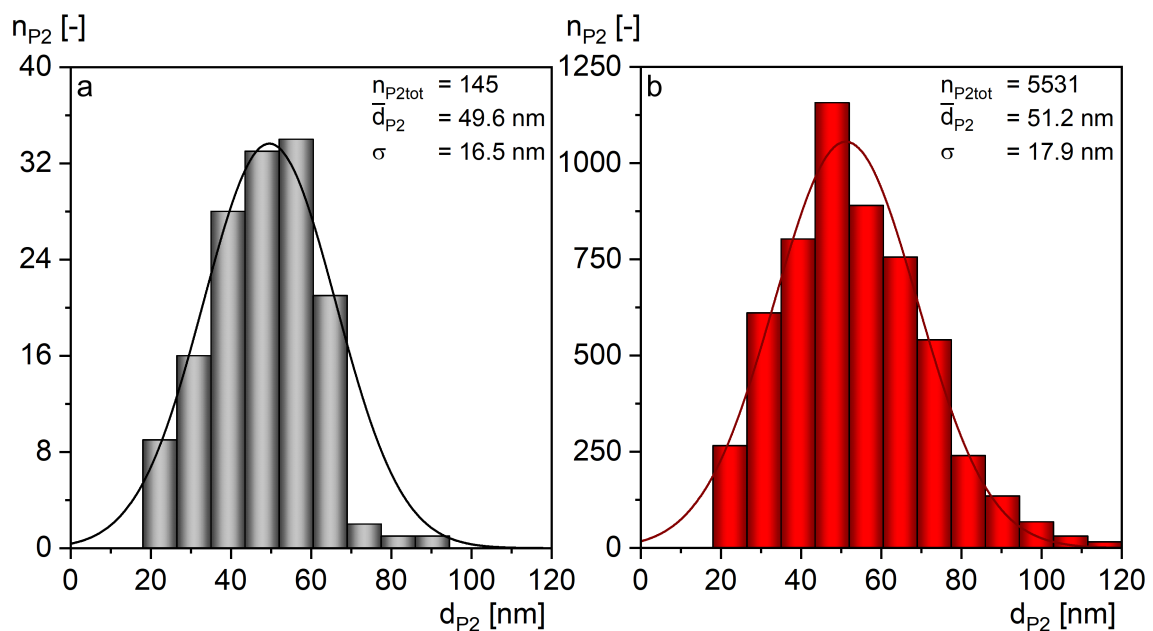 n_P2 [-]
40
32
24
16
8
0
a
n_P2tot = 145
d̅_P2 = 49.6 nm
σ = 16.5 nm
0 20 40 60 80 100 120
d_P2 [nm]
n_P2 [-]
1250
1000
750
500
250
0
b
n_P2tot = 5531
d̅_P2 = 51.2 nm
σ = 17.9 nm
0 20 40 60 80 100 120
d_P2 [nm]